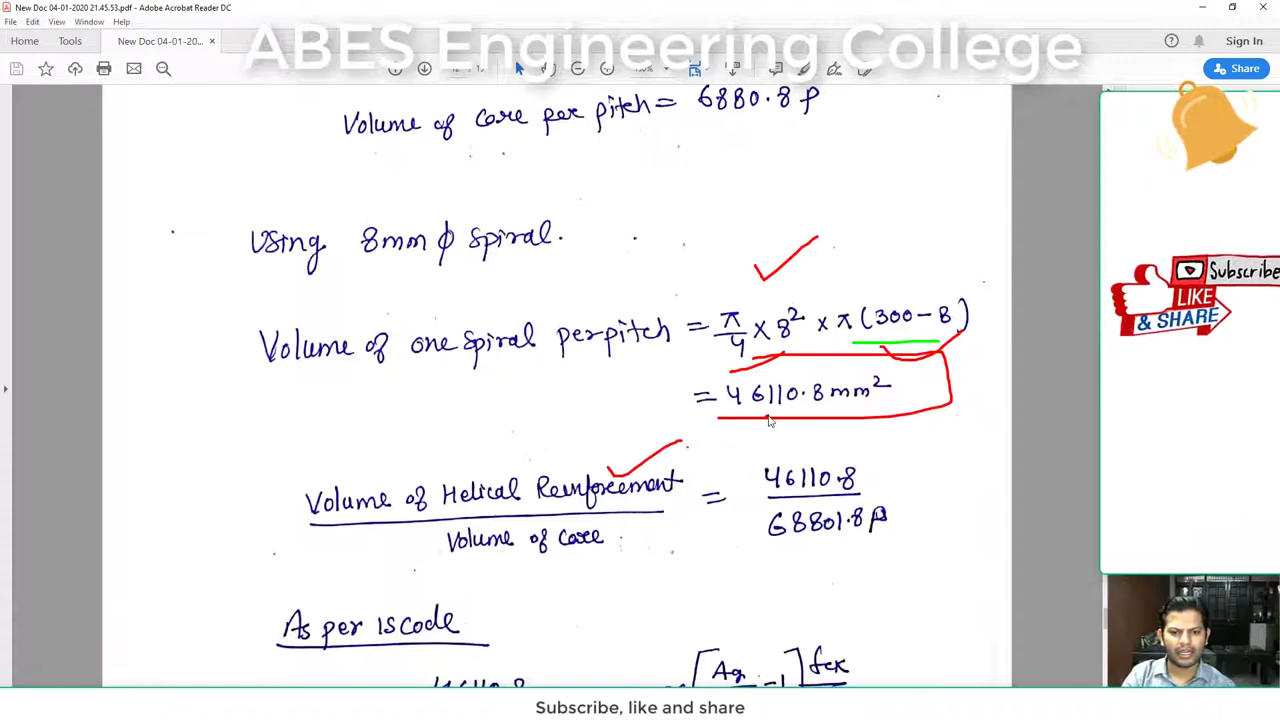 New Doc 04-01-2020 21.45.53.pdf - Adobe Acrobat Reader DC
File Edit View Window Help
Home Tools New Doc 04-01-20... × Sign In
ABES Engineering College
Share
Volume of core per pitch = 6880.8 p
Using 8mm ϕ spiral.
Volume of one spiral per pitch = π/4 × 8² × π (300 - 8)
= 46110.8 mm²
Volume of Helical Reinforcement / Volume of core = 46110.8 / 68801.8 p
As per IS code
Ag
-1
fck
Subscribe
LIKE
& SHARE
Subscribe, like and share